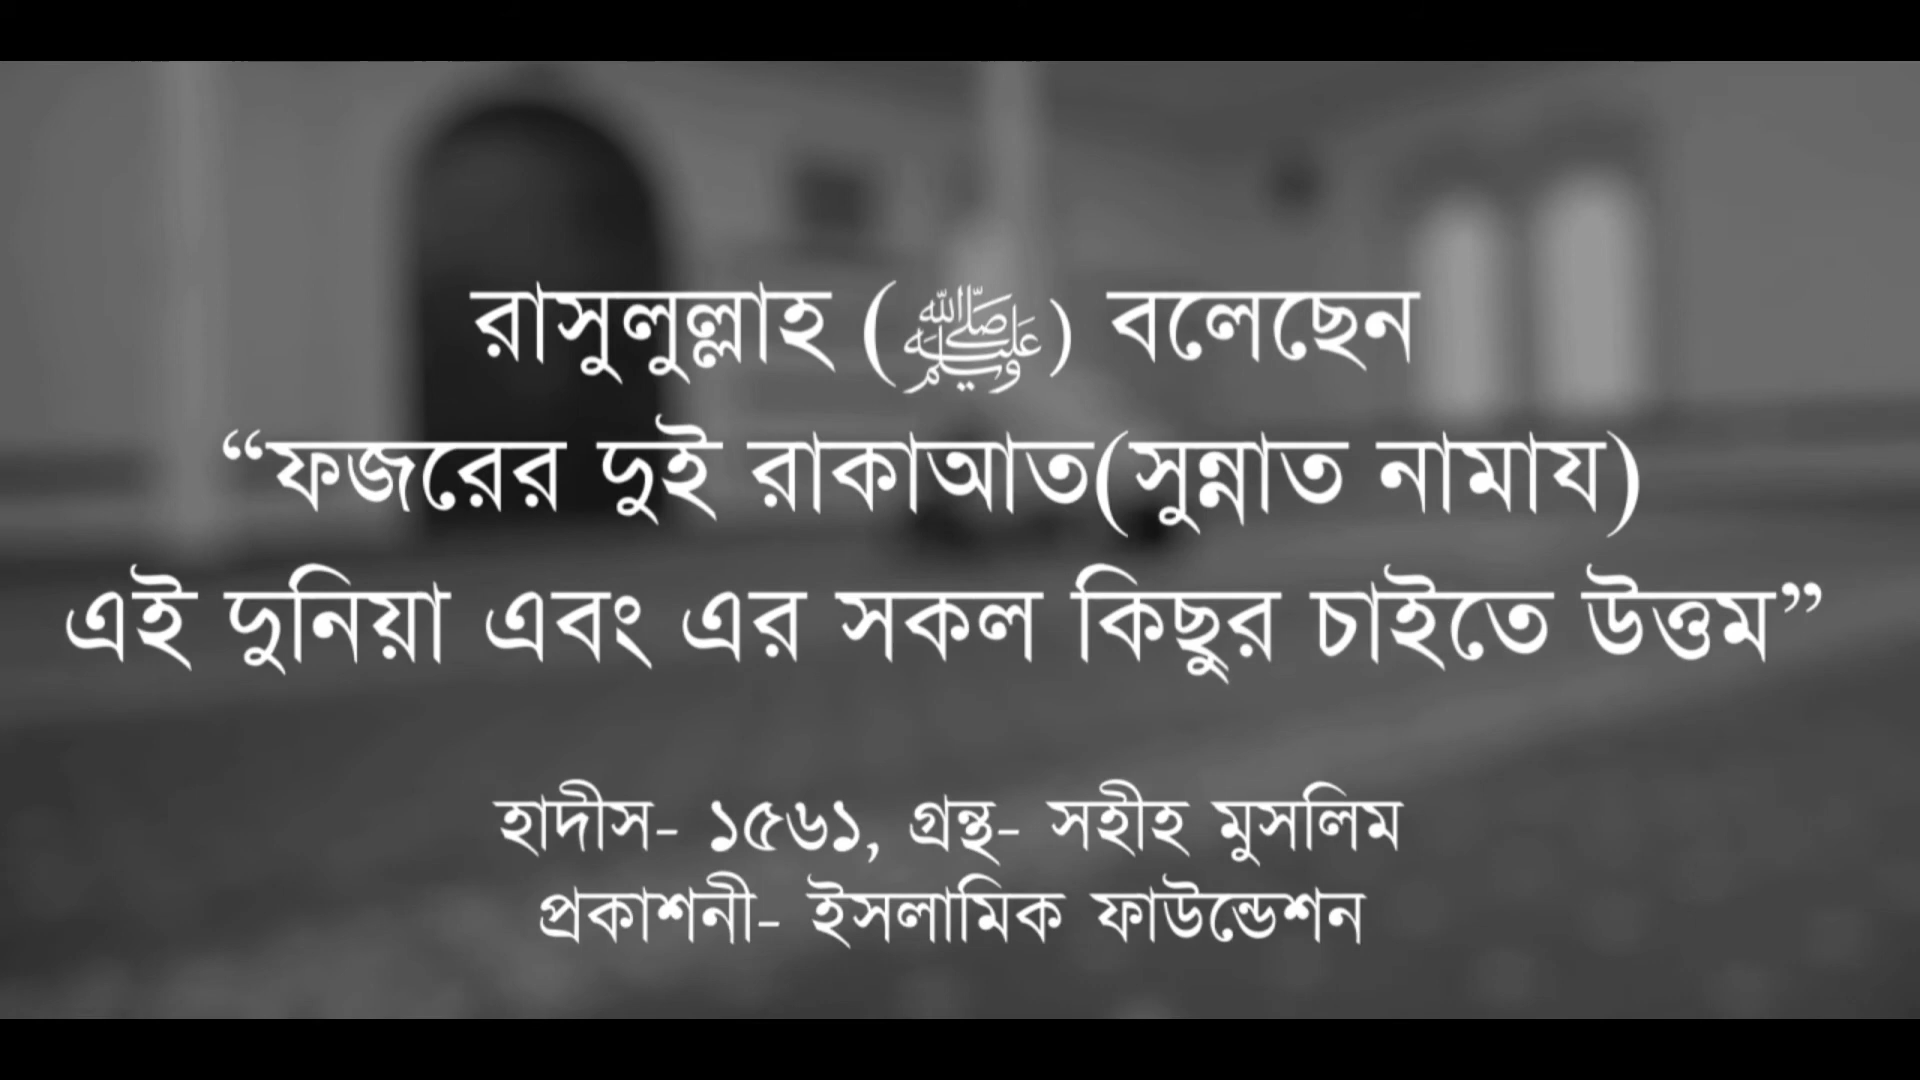 রাসুলুল্লাহ (ﷺ) বলেছেন
“ফজরের দুই রাকাআত(সুন্নাত নামায)
এই দুনিয়া এবং এর সকল কিছুর চাইতে উত্তম”
হাদীস- ১৫৬১, গ্রন্থ- সহীহ মুসলিম
প্রকাশনী- ইসলামিক ফাউন্ডেশন